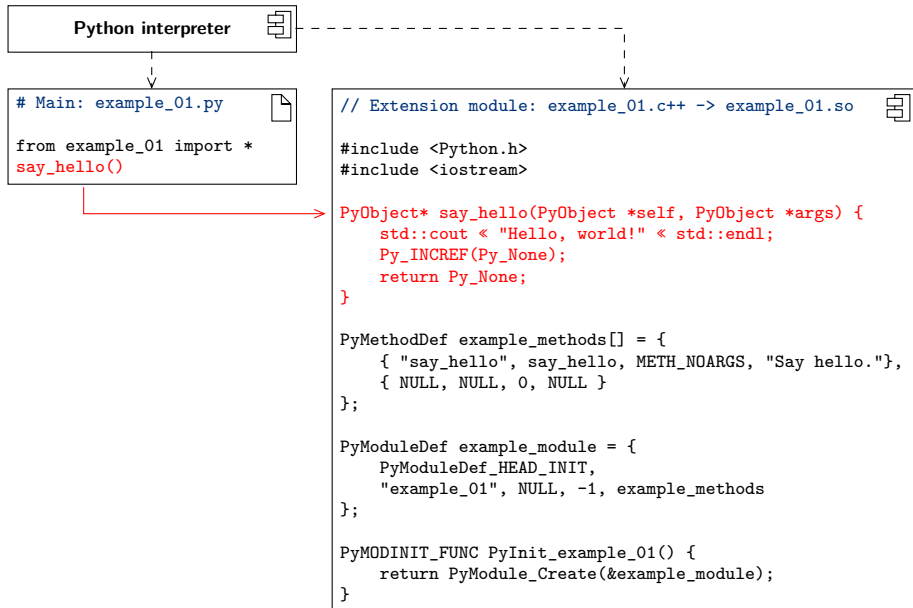 Python interpreter
# Main: example_01.py
from example_01 import *
say_hello()
// Extension module: example_01.c++ -> example_01.so
#include <Python.h>
#include <iostream>
PyObject* say_hello(PyObject *self, PyObject *args) {
    std::cout « "Hello, world!" « std::endl;
    Py_INCREF(Py_None);
    return Py_None;
}
PyMethodDef example_methods[] = {
    { "say_hello", say_hello, METH_NOARGS, "Say hello."},
    { NULL, NULL, 0, NULL }
};
PyModuleDef example_module = {
    PyModuleDef_HEAD_INIT,
    "example_01", NULL, -1, example_methods
};
PyMODINIT_FUNC PyInit_example_01() {
    return PyModule_Create(&example_module);
}